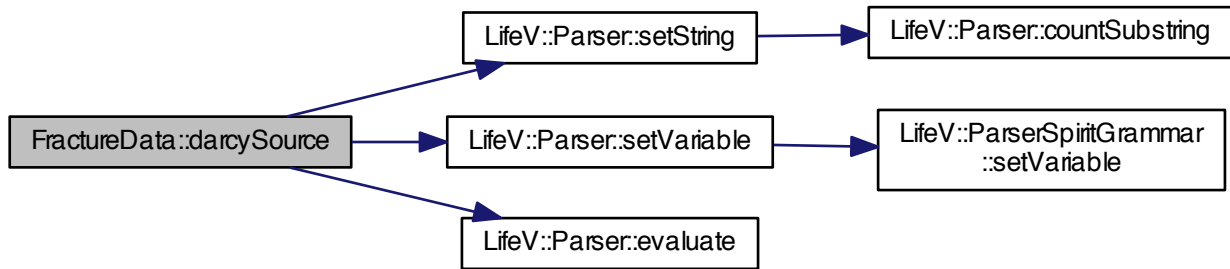 LifeV::Parser::setString
LifeV::Parser::countSubstring
FractureData::darcySource
LifeV::Parser::setVariable
LifeV::ParserSpiritGrammar
::setVariable
LifeV::Parser::evaluate